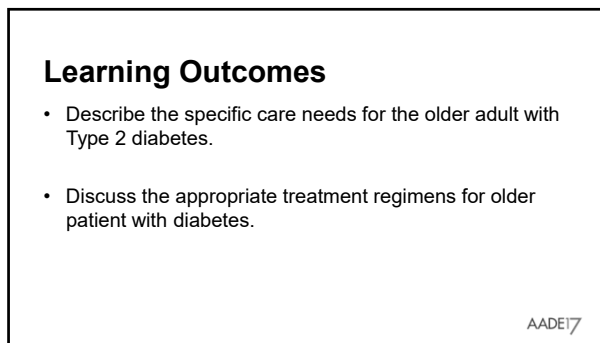 Learning Outcomes
• Describe the specific care needs for the older adult with
Type 2 diabetes.
• Discuss the appropriate treatment regimens for older
patient with diabetes.
AADE17